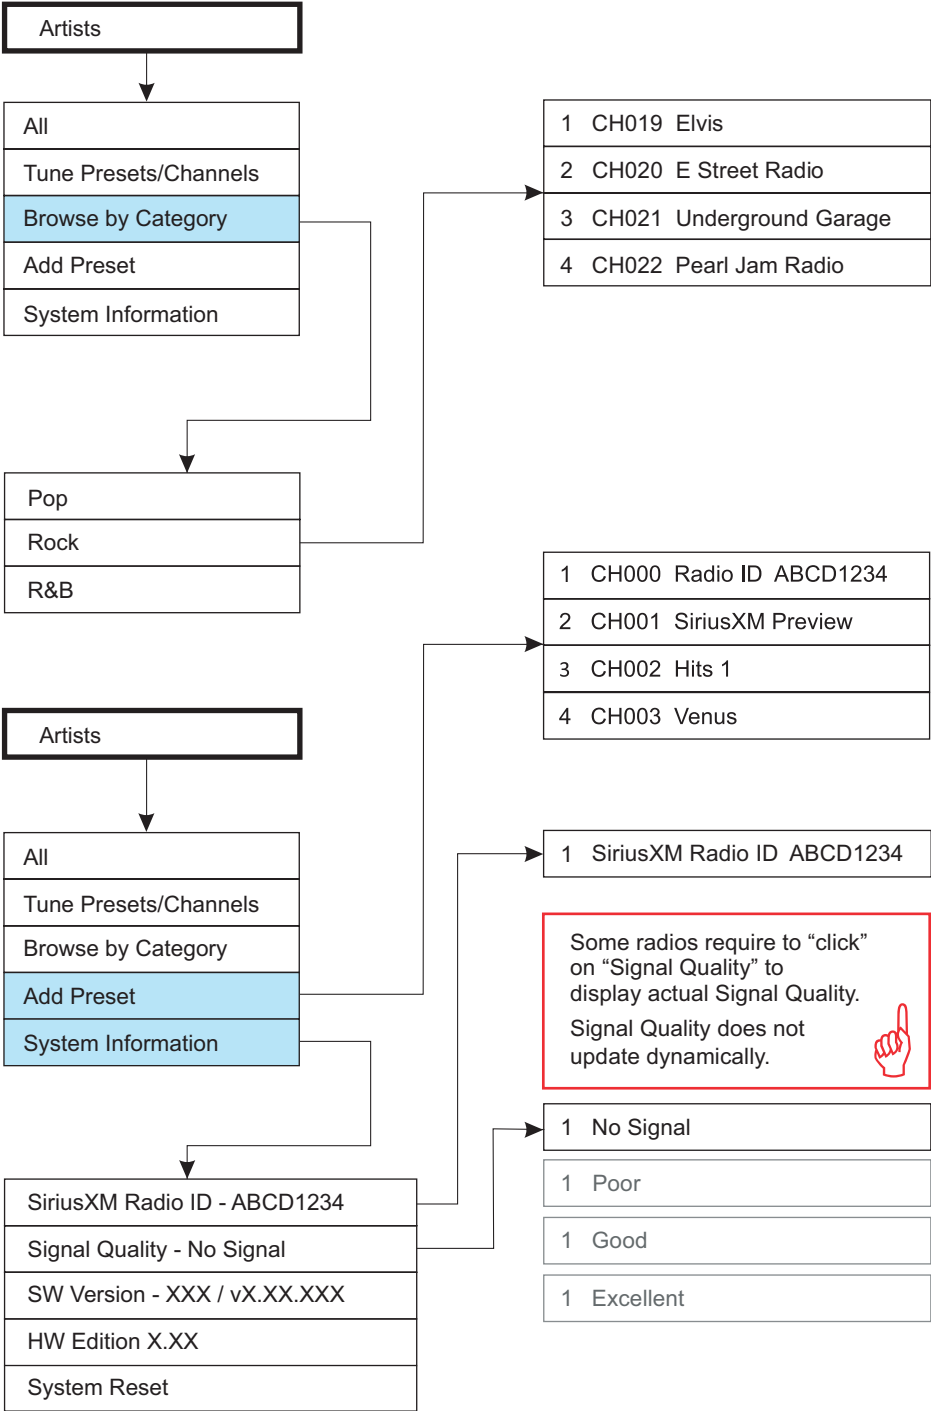 Artists
All
Tune Presets/Channels
Browse by Category
Add Preset
System Information
1 CH019 Elvis
2 CH020 E Street Radio
3 CH021 Underground Garage
4 CH022 Pearl Jam Radio
Pop
Rock
R&B
1 CH000 Radio ID ABCD1234
2 CH001 SiriusXM Preview
3 CH002 Hits 1
4 CH003 Venus
Artists
All
Tune Presets/Channels
Browse by Category
Add Preset
System Information
1 SiriusXM Radio ID ABCD1234
Some radios require to “click”
on “Signal Quality” to
display actual Signal Quality.
Signal Quality does not
update dynamically.
SiriusXM Radio ID - ABCD1234
Signal Quality - No Signal
SW Version - XXX / vX.XX.XXX
HW Edition X.XX
System Reset
1 No Signal
1 Poor
1 Good
1 Excellent